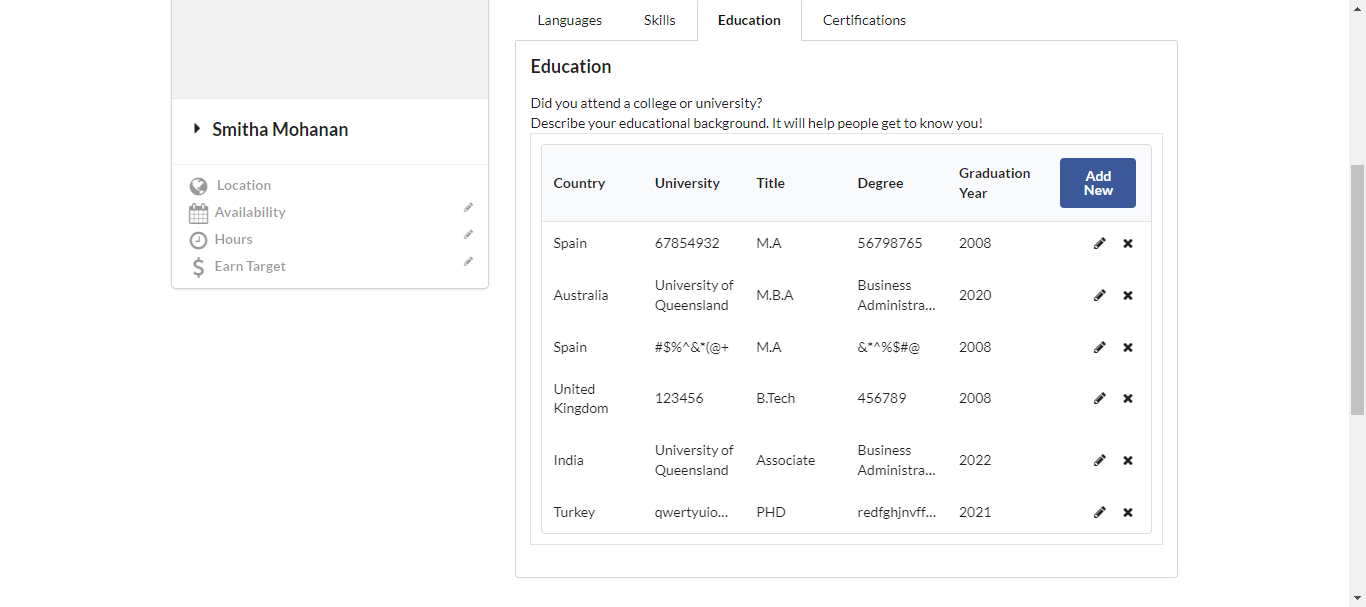 Languages Skills Education Certifications
Education
Did you attend a college or university?
Describe your educational background. It will help people get to know you!
Smitha Mohanan
Location
Availability
Hours
Earn Target
Country University Title Degree Graduation Year Add New
Spain 67854932 M.A 56798765 2008
Australia University of Queensland M.B.A Business Administra... 2020
Spain #$%^&*(@+ M.A &*^%$#@ 2008
United Kingdom 123456 B.Tech 456789 2008
India University of Queensland Associate Business Administra... 2022
Turkey qwertyuio... PHD redfghjnvff... 2021